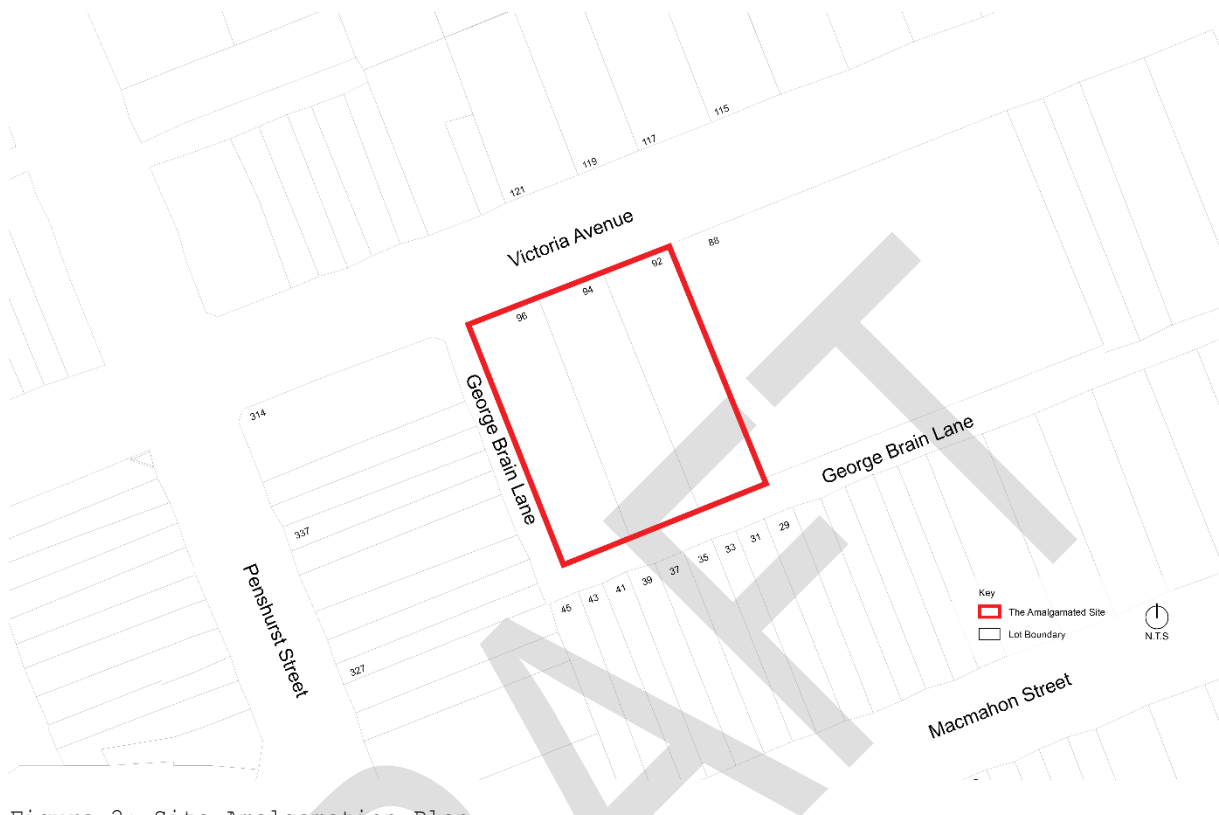 115
117
119
121
Victoria Avenue
88
92
94
96
George Brain Lane
314
337
Penshurst Street
327
George Brain Lane
29
31
33
35
37
39
41
43
45
Key
The Amalgamated Site
Lot Boundary
N.T.S
Macmahon Street
DRAFT